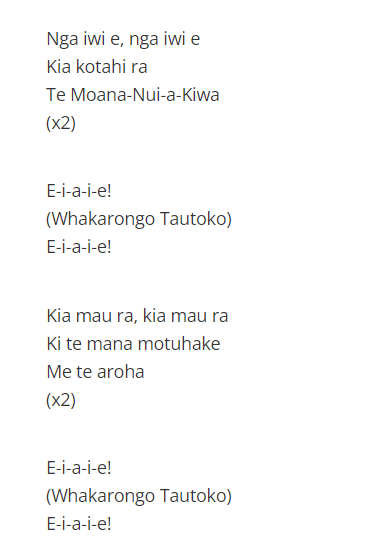 Nga iwi e, nga iwi e
Kia kotahi ra
Te Moana-Nui-a-Kiwa
(x2)
E-i-a-i-e!
(Whakarongo Tautoko)
E-i-a-i-e!
Kia mau ra, kia mau ra
Ki te mana motuhake
Me te aroha
(x2)
E-i-a-i-e!
(Whakarongo Tautoko)
E-i-a-i-e!